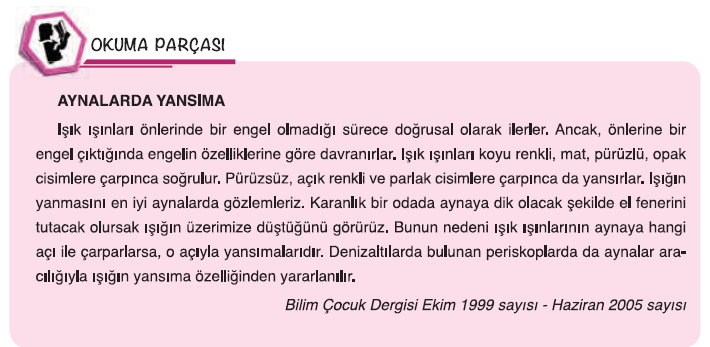 OKUMA PARÇASI
AYNALARDA YANSIMA
Işık ışınları önlerinde bir engel olmadığı sürece doğrusal olarak ilerler. Ancak, önlerine bir
engel çıktığında engelin özelliklerine göre davranırlar. Işık ışınları koyu renkli, mat, pürüzlü, opak
cisimlere çarpınca soğrulur. Pürüzsüz, açık renkli ve parlak cisimlere çarpınca da yansırlar. Işığın
yanmasını en iyi aynalarda gözlemleriz. Karanlık bir odada aynaya dik olacak şekilde el fenerini
tutacak olursak ışığın üzerimize düştüğünü görürüz. Bunun nedeni ışık ışınlarının aynaya hangi
açı ile çarparlarsa, o açıyla yansımalarıdır. Denizaltılarda bulunan periskoplarda da aynalar ara-
cılığıyla ışığın yansıma özelliğinden yararlanılır.
Bilim Çocuk Dergisi Ekim 1999 sayısı - Haziran 2005 sayısı